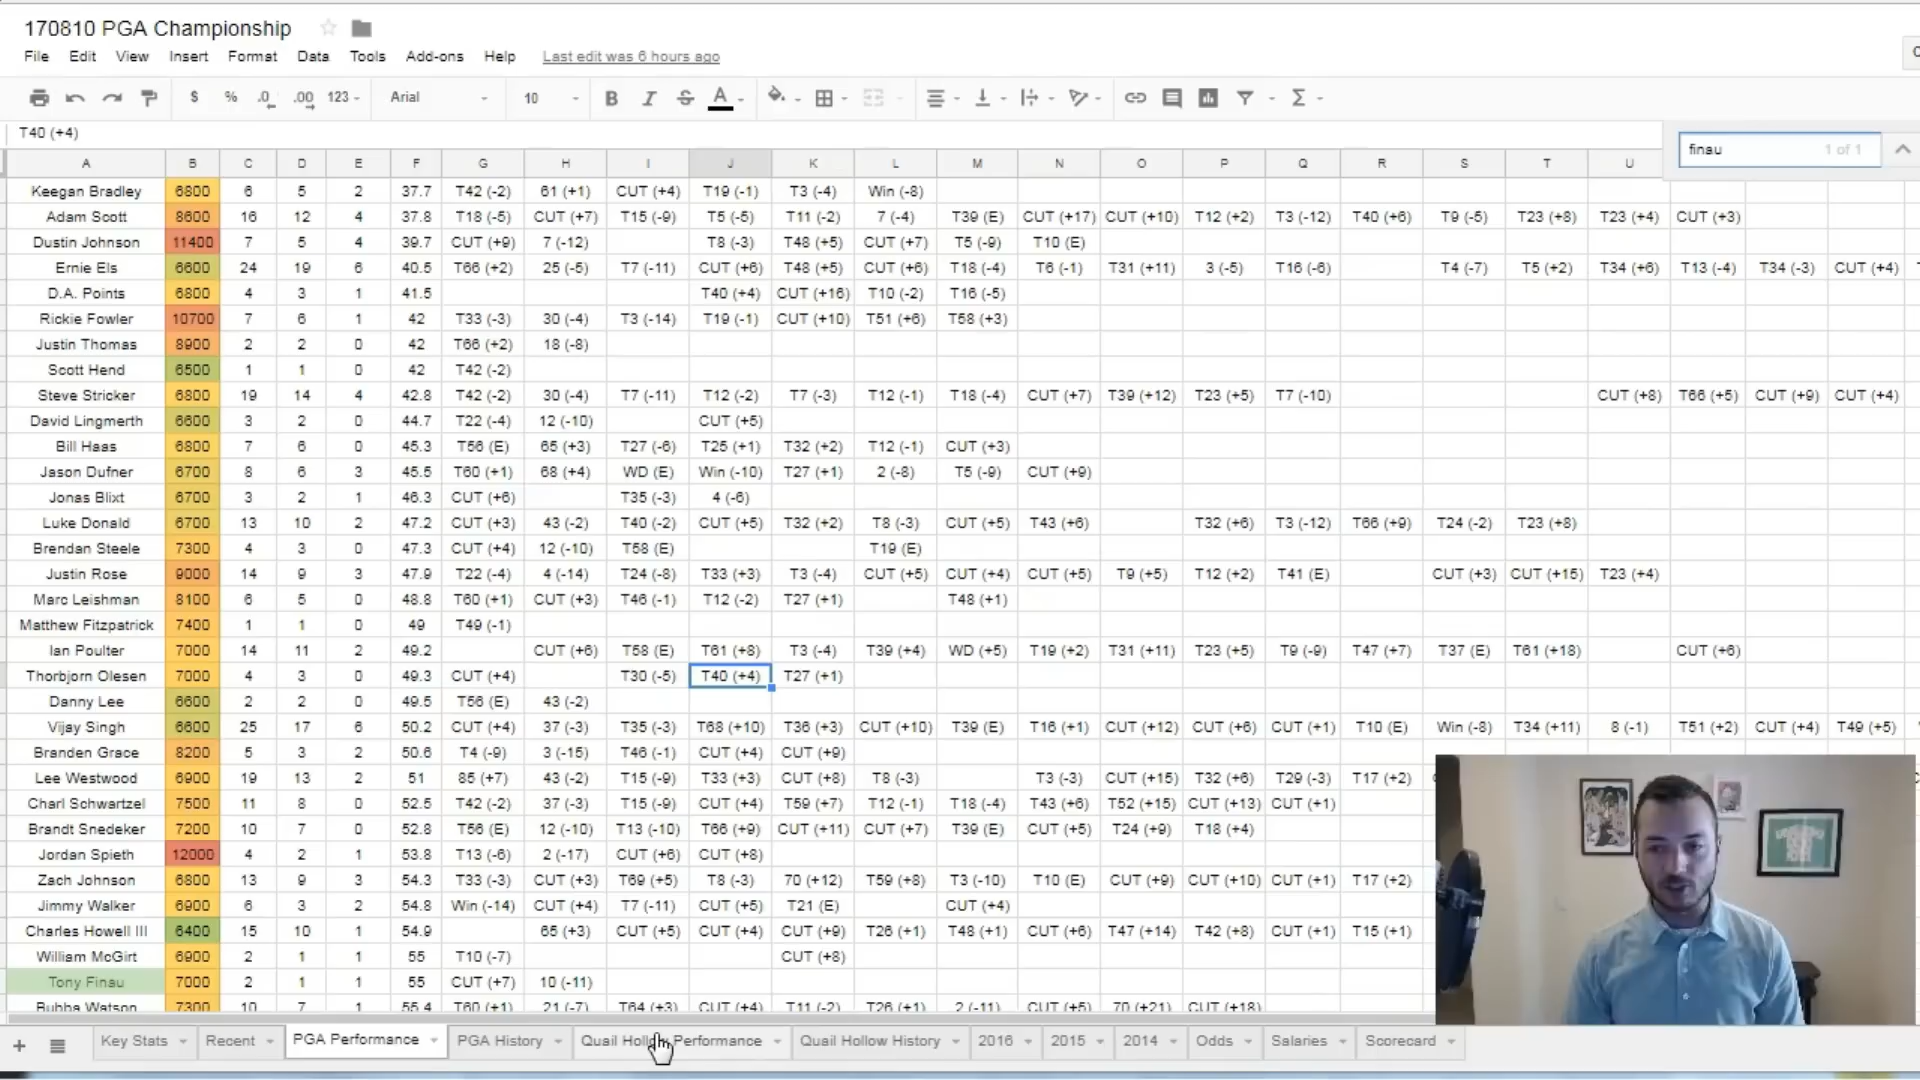 170810 PGA Championship
File Edit View Insert Format Data Tools Add-ons Help Last edit was 6 hours ago
$ % .0 .00 123 Arial 10 B I S A
T40 (+4)
finau 1 of 1
A B C D E F G H I J K L M N O P Q R S T U
Keegan Bradley 6800 6 5 2 37.7 T42 (-2) 61 (+1) CUT (+4) T19 (-1) T3 (-4) Win (-8)
Adam Scott 8600 16 12 4 37.8 T18 (-5) CUT (+7) T15 (-9) T5 (-5) T11 (-2) 7 (-4) T39 (E) CUT (+17) CUT (+10) T12 (+2) T3 (-12) T40 (+6) T9 (-5) T23 (+8) T23 (+4) CUT (+3)
Dustin Johnson 11400 7 5 4 39.7 CUT (+9) 7 (-12) T8 (-3) T48 (+5) CUT (+7) T5 (-9) T10 (E)
Ernie Els 6600 24 19 6 40.5 T66 (+2) 25 (-5) T7 (-11) CUT (+6) T48 (+5) CUT (+6) T18 (-4) T6 (-1) T31 (+11) 3 (-5) T16 (-6) T4 (-7) T5 (+2) T34 (+6) T13 (-4) T34 (-3) CUT (+4)
D.A. Points 6800 4 3 1 41.5 T40 (+4) CUT (+16) T10 (-2) T16 (-5)
Rickie Fowler 10700 7 6 1 42 T33 (-3) 30 (-4) T3 (-14) T19 (-1) CUT (+10) T51 (+6) T58 (+3)
Justin Thomas 8900 2 2 0 42 T66 (+2) 18 (-8)
Scott Hend 6500 1 1 0 42 T42 (-2)
Steve Stricker 6800 19 14 4 42.8 T42 (-2) 30 (-4) T7 (-11) T12 (-2) T7 (-3) T12 (-1) T18 (-4) CUT (+7) T39 (+12) T23 (+5) T7 (-10) CUT (+8) T66 (+5) CUT (+9) CUT (+4)
David Lingmerth 6600 3 2 0 44.7 T22 (-4) 12 (-10) CUT (+5)
Bill Haas 6800 7 6 0 45.3 T56 (E) 65 (+3) T27 (-6) T25 (+1) T32 (+2) T12 (-1) CUT (+3)
Jason Dufner 6700 8 6 3 45.5 T60 (+1) 68 (+4) WD (E) Win (-10) T27 (+1) 2 (-8) T5 (-9) CUT (+9)
Jonas Blixt 6700 3 2 1 46.3 CUT (+6) T35 (-3) 4 (-6)
Luke Donald 6700 13 10 2 47.2 CUT (+3) 43 (-2) T40 (-2) CUT (+5) T32 (+2) T8 (-3) CUT (+5) T43 (+6) T32 (+6) T3 (-12) T66 (+9) T24 (-2) T23 (+8)
Brendan Steele 7300 4 3 0 47.3 CUT (+4) 12 (-10) T58 (E) T19 (E)
Justin Rose 9000 14 9 3 47.9 T22 (-4) 4 (-14) T24 (-8) T33 (+3) T3 (-4) CUT (+5) CUT (+4) CUT (+5) T9 (+5) T12 (+2) T41 (E) CUT (+3) CUT (+15) T23 (+4)
Marc Leishman 8100 6 5 0 48.8 T60 (+1) CUT (+3) T46 (-1) T12 (-2) T27 (+1) T48 (+1)
Matthew Fitzpatrick 7400 1 1 0 49 T49 (-1)
Ian Poulter 7000 14 11 2 49.2 CUT (+6) T58 (E) T61 (+8) T3 (-4) T39 (+4) WD (+5) T19 (+2) T31 (+11) T23 (+5) T9 (-9) T47 (+7) T37 (E) T61 (+18) CUT (+6)
Thorbjorn Olesen 7000 4 3 0 49.3 CUT (+4) T30 (-5) T40 (+4) T27 (+1)
Danny Lee 6600 2 2 0 49.5 T56 (E) 43 (-2)
Vijay Singh 6600 25 17 6 50.2 CUT (+4) 37 (-3) T35 (-3) T68 (+10) T36 (+3) CUT (+10) T39 (E) T16 (+1) CUT (+12) CUT (+6) CUT (+1) T10 (E) Win (-8) T34 (+11) 8 (-1) T51 (+2) CUT (+4) T49 (+5)
Branden Grace 8200 5 3 2 50.6 T4 (-9) 3 (-15) T46 (-1) CUT (+4) CUT (+9)
Lee Westwood 6900 19 13 2 51 85 (+7) 43 (-2) T15 (-9) T33 (+3) CUT (+8) T8 (-3) T3 (-3) CUT (+15) T32 (+6) T29 (-3) T17 (+2)
Charl Schwartzel 7500 11 8 0 52.5 T42 (-2) 37 (-3) T15 (-9) CUT (+4) T59 (+7) T12 (-1) T18 (-4) T43 (+6) T52 (+15) CUT (+13) CUT (+1)
Brandt Snedeker 7200 10 7 0 52.8 T56 (E) 12 (-10) T13 (-10) T66 (+9) CUT (+11) CUT (+7) T39 (E) CUT (+5) T24 (+9) T18 (+4)
Jordan Spieth 12000 4 2 1 53.8 T13 (-6) 2 (-17) CUT (+6) CUT (+8)
Zach Johnson 6800 13 9 3 54.3 T33 (-3) CUT (+3) T69 (+5) T8 (-3) 70 (+12) T59 (+8) T3 (-10) T10 (E) CUT (+9) CUT (+10) CUT (+1) T17 (+2)
Jimmy Walker 6900 6 3 2 54.8 Win (-14) CUT (+4) T7 (-11) CUT (+5) T21 (E) CUT (+4)
Charles Howell III 6400 15 10 1 54.9 65 (+3) CUT (+5) CUT (+4) CUT (+9) T26 (+1) T48 (+1) CUT (+6) T47 (+14) T42 (+8) CUT (+1) T15 (+1)
William McGirt 6900 2 1 1 55 T10 (-7) CUT (+8)
Tony Finau 7000 2 1 1 55 CUT (+7) 10 (-11)
Bubba Watson 7300 10 7 1 55.4 T60 (+1) 21 (-7) T64 (+3) CUT (+4) T11 (-2) T26 (+1) 2 (-11) CUT (+5) 70 (+21) CUT (+18)
+ Key Stats Recent PGA Performance PGA History Quail Hollow Performance Quail Hollow History 2016 2015 2014 Odds Salaries Scorecard